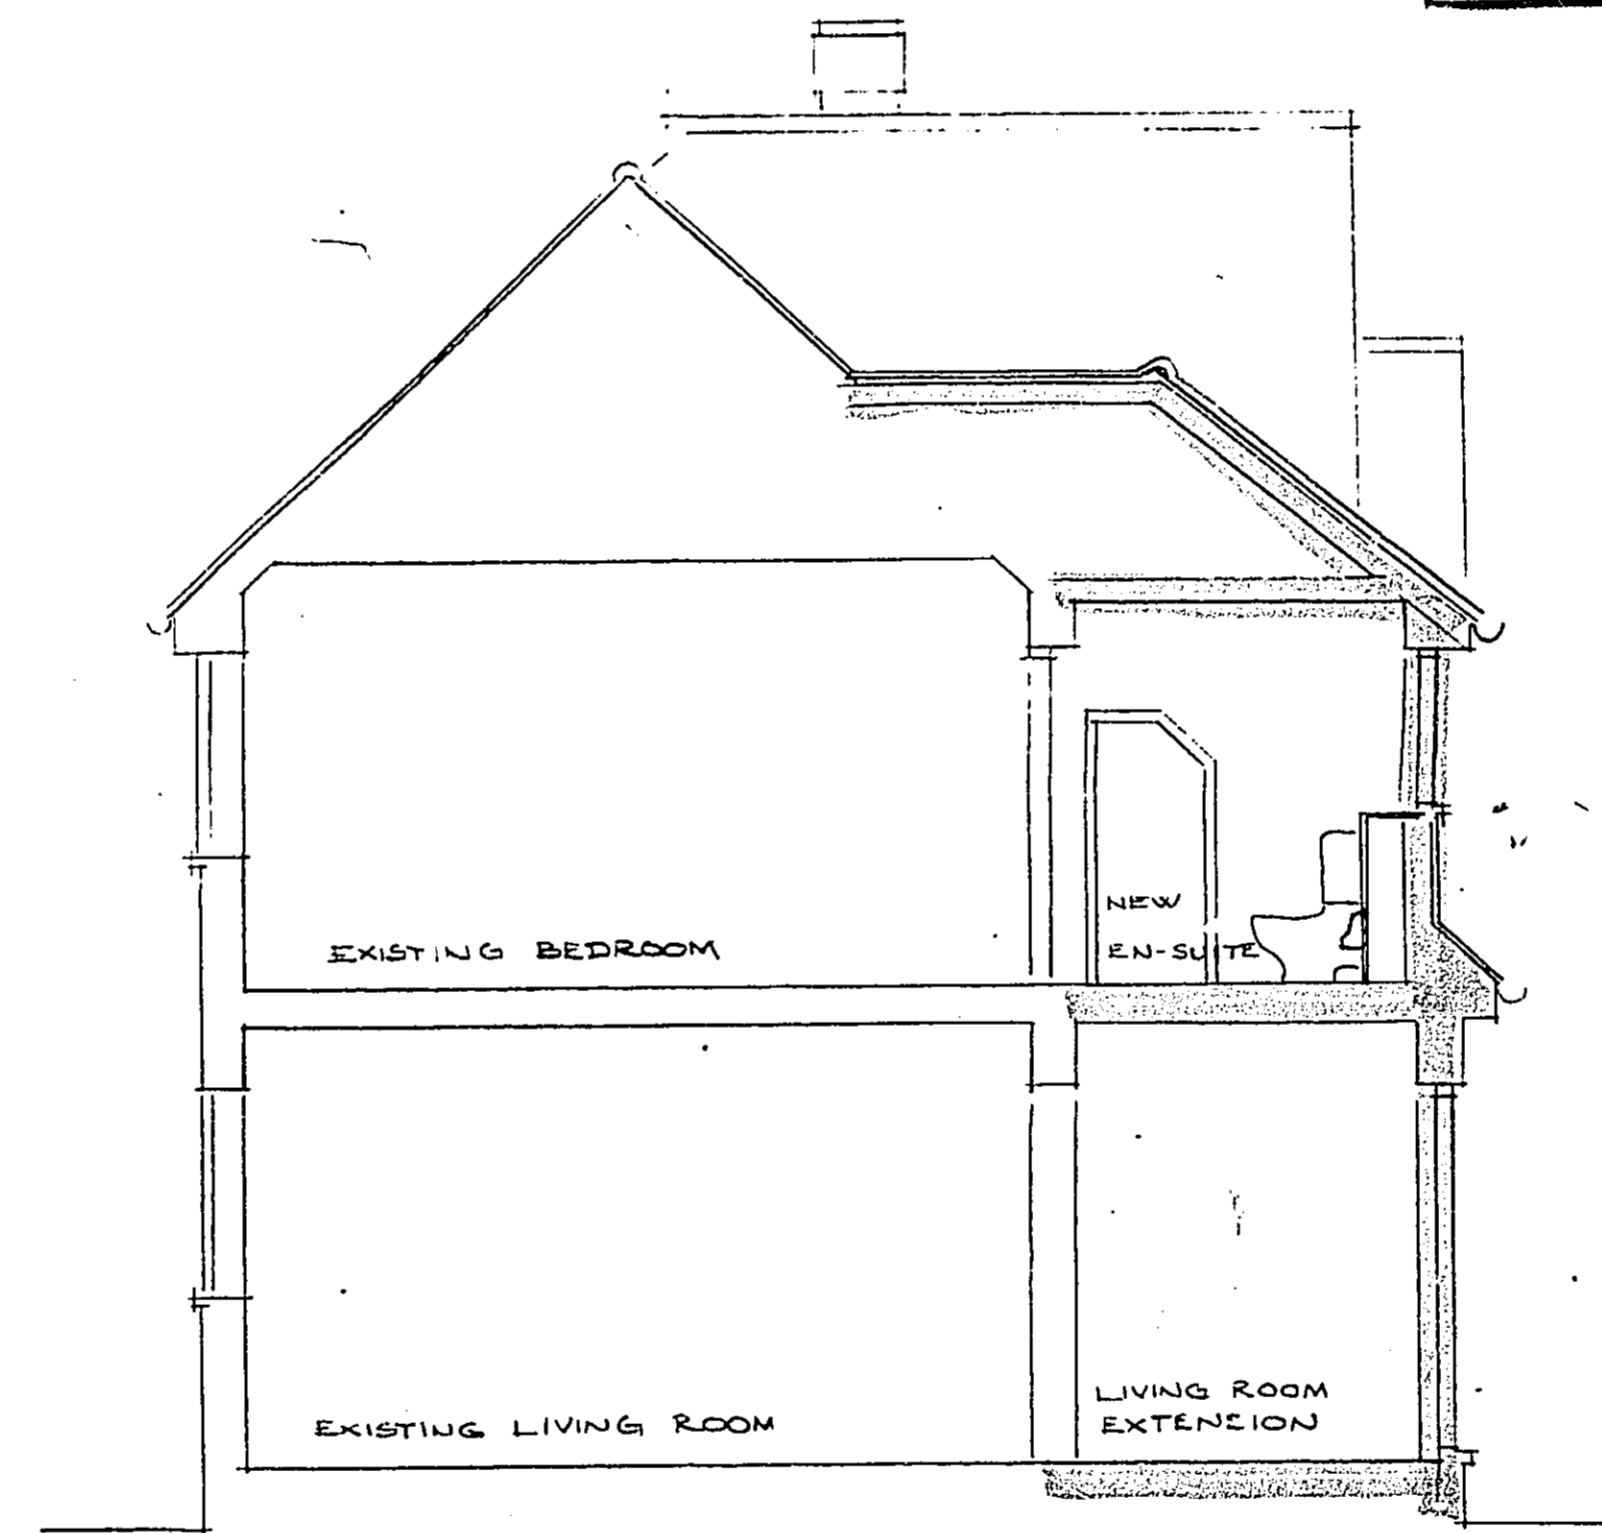 NEW
EN-SUITE
EXISTING BEDROOM
LIVING ROOM
EXTENSION
EXISTING LIVING ROOM